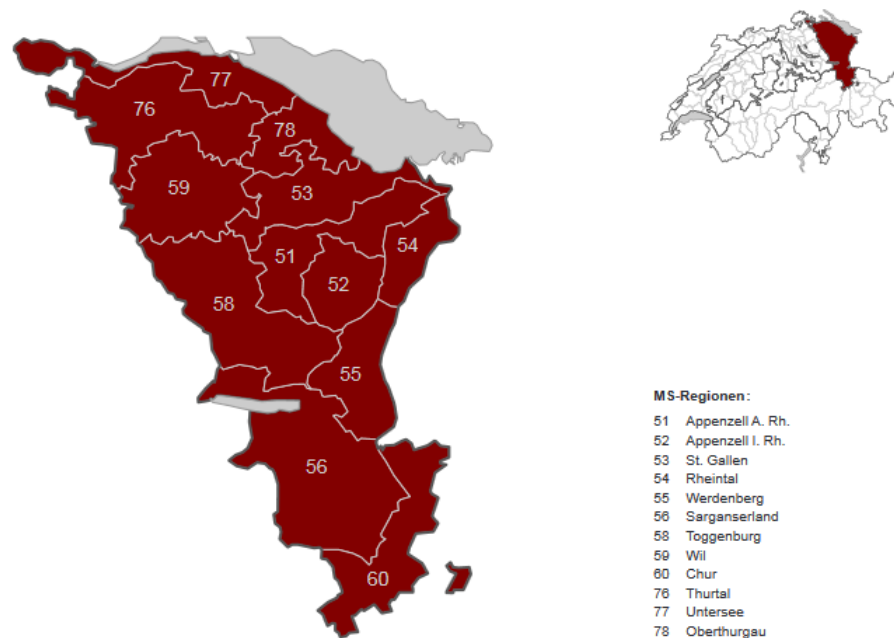 77
76
78
59
53
51
54
52
58
55
56
60
MS-Regionen:
51 Appenzell A. Rh.
52 Appenzell I. Rh.
53 St. Gallen
54 Rheintal
55 Werdenberg
56 Sarganserland
58 Toggenburg
59 Wil
60 Chur
76 Thurtal
77 Untersee
78 Oberthurgau